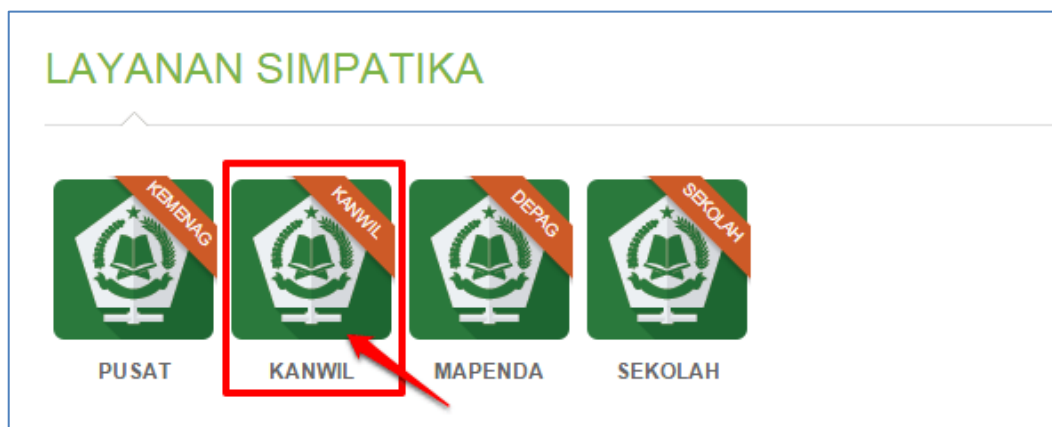 LAYANAN SIMPATIKA
KEMENAG
KANWIL
DEPAG
SEKOLAH
PUSAT
KANWIL
MAPENDA
SEKOLAH